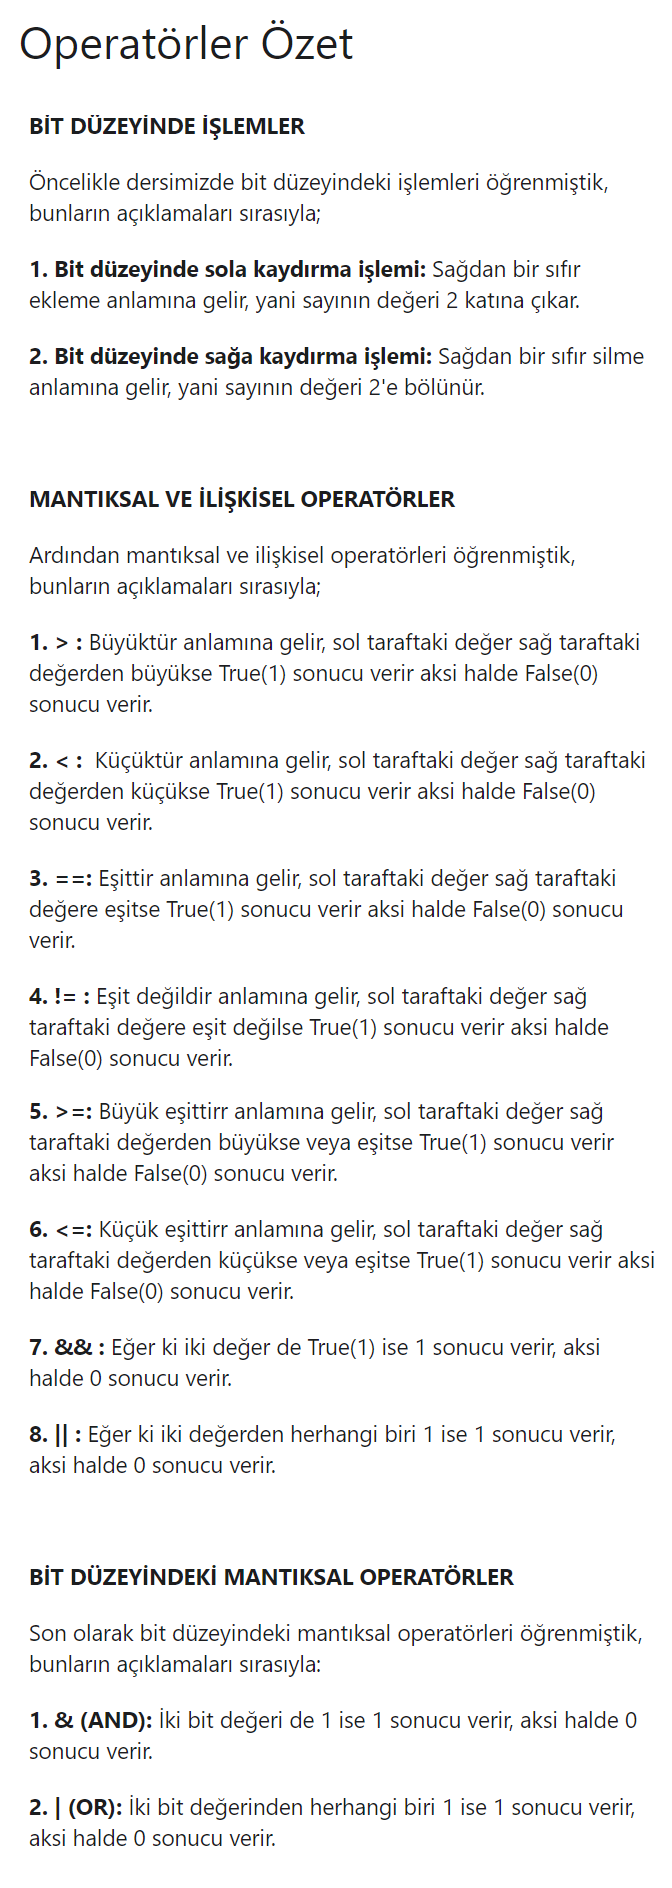 Operatörler Özet
BİT DÜZEYİNDE İŞLEMLER
Öncelikle dersimizde bit düzeyindeki işlemleri öğrenmiştik,
bunların açıklamaları sırasıyla;
1. Bit düzeyinde sola kaydırma işlemi: Sağdan bir sıfır
ekleme anlamına gelir, yani sayının değeri 2 katına çıkar.
2. Bit düzeyinde sağa kaydırma işlemi: Sağdan bir sıfır silme
anlamına gelir, yani sayının değeri 2'e bölünür.
MANTIKSAL VE İLİŞKİSEL OPERATÖRLER
Ardından mantıksal ve ilişkisel operatörleri öğrenmiştik,
bunların açıklamaları sırasıyla;
1. > : Büyüktür anlamına gelir, sol taraftaki değer sağ taraftaki
değerden büyükse True(1) sonucu verir aksi halde False(0)
sonucu verir.
2. < :  Küçüktür anlamına gelir, sol taraftaki değer sağ taraftaki
değerden küçükse True(1) sonucu verir aksi halde False(0)
sonucu verir.
3. ==: Eşittir anlamına gelir, sol taraftaki değer sağ taraftaki
değere eşitse True(1) sonucu verir aksi halde False(0) sonucu
verir.
4. != : Eşit değildir anlamına gelir, sol taraftaki değer sağ
taraftaki değere eşit değilse True(1) sonucu verir aksi halde
False(0) sonucu verir.
5. >=: Büyük eşittirr anlamına gelir, sol taraftaki değer sağ
taraftaki değerden büyükse veya eşitse True(1) sonucu verir
aksi halde False(0) sonucu verir.
6. <=: Küçük eşittirr anlamına gelir, sol taraftaki değer sağ
taraftaki değerden küçükse veya eşitse True(1) sonucu verir aksi
halde False(0) sonucu verir.
7. && : Eğer ki iki değer de True(1) ise 1 sonucu verir, aksi
halde 0 sonucu verir.
8. || : Eğer ki iki değerden herhangi biri 1 ise 1 sonucu verir,
aksi halde 0 sonucu verir.
BİT DÜZEYİNDEKİ MANTIKSAL OPERATÖRLER
Son olarak bit düzeyindeki mantıksal operatörleri öğrenmiştik,
bunların açıklamaları sırasıyla:
1. & (AND): İki bit değeri de 1 ise 1 sonucu verir, aksi halde 0
sonucu verir.
2. | (OR): İki bit değerinden herhangi biri 1 ise 1 sonucu verir,
aksi halde 0 sonucu verir.